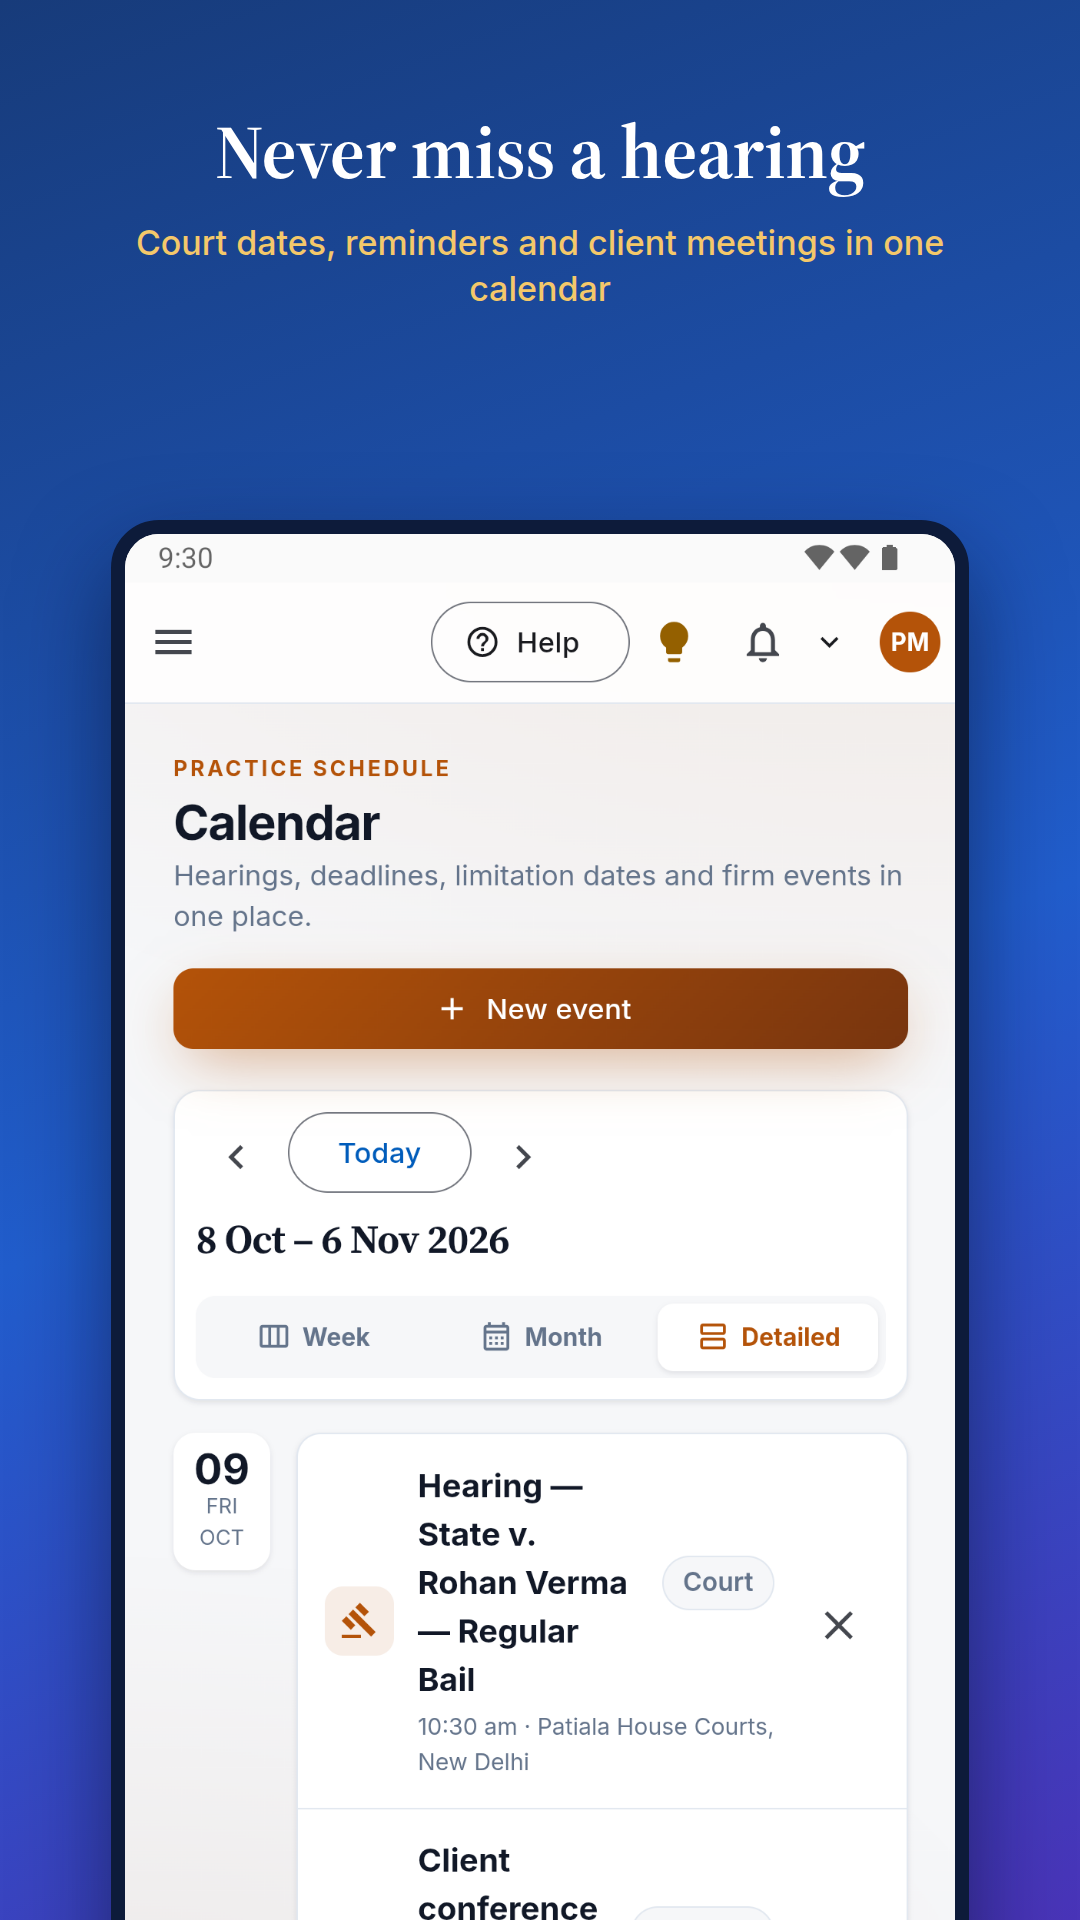 Never miss a hearing
Court dates, reminders and client meetings in one
calendar
9:30
Help
PM
PRACTICE SCHEDULE
Calendar
Hearings, deadlines, limitation dates and firm events in
one place.
+ New event
Today
8 Oct – 6 Nov 2026
Week Month Detailed
09
FRI
OCT
Hearing —
State v.
Rohan Verma
— Regular
Bail
Court
10:30 am · Patiala House Courts,
New Delhi
Client
conference